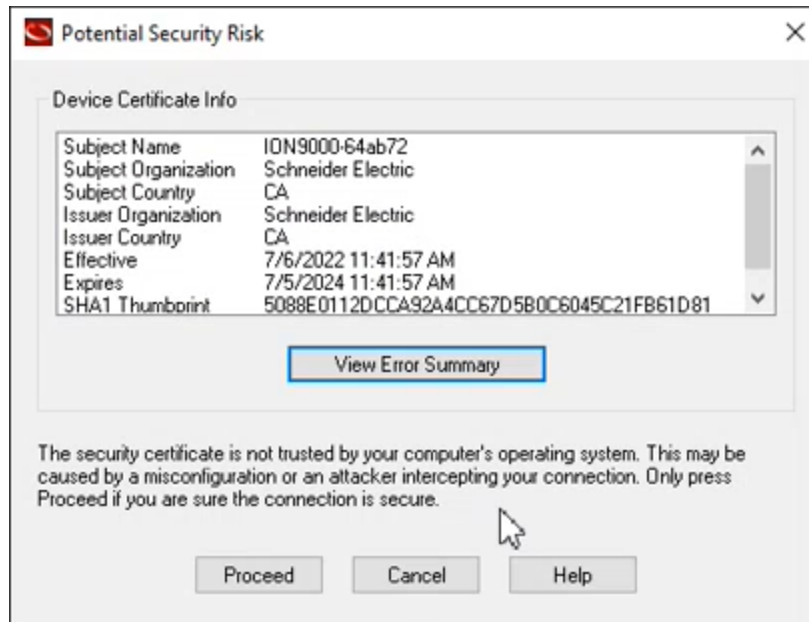 Potential Security Risk
Device Certificate Info
Subject Name ION9000-64ab72
Subject Organization Schneider Electric
Subject Country CA
Issuer Organization Schneider Electric
Issuer Country CA
Effective 7/6/2022 11:41:57 AM
Expires 7/5/2024 11:41:57 AM
SHA1 Thumbprint 5088E0112DCCA92A4CC67D5B0C6045C21FB61D81
View Error Summary
The security certificate is not trusted by your computer's operating system. This may be
caused by a misconfiguration or an attacker intercepting your connection. Only press
Proceed if you are sure the connection is secure.
Proceed Cancel Help